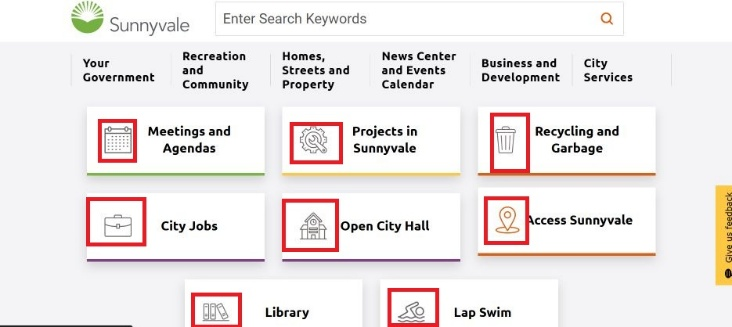 Sunnyvale
Enter Search Keywords
Your
Government
Recreation
and
Community
Homes,
Streets and
Property
News Center
and Events
Calendar
Business and
Development
City
Services
Meetings and
Agendas
Projects in
Sunnyvale
Recycling and
Garbage
City Jobs
Open City Hall
Access Sunnyvale
Library
Lap Swim
Give us feedback